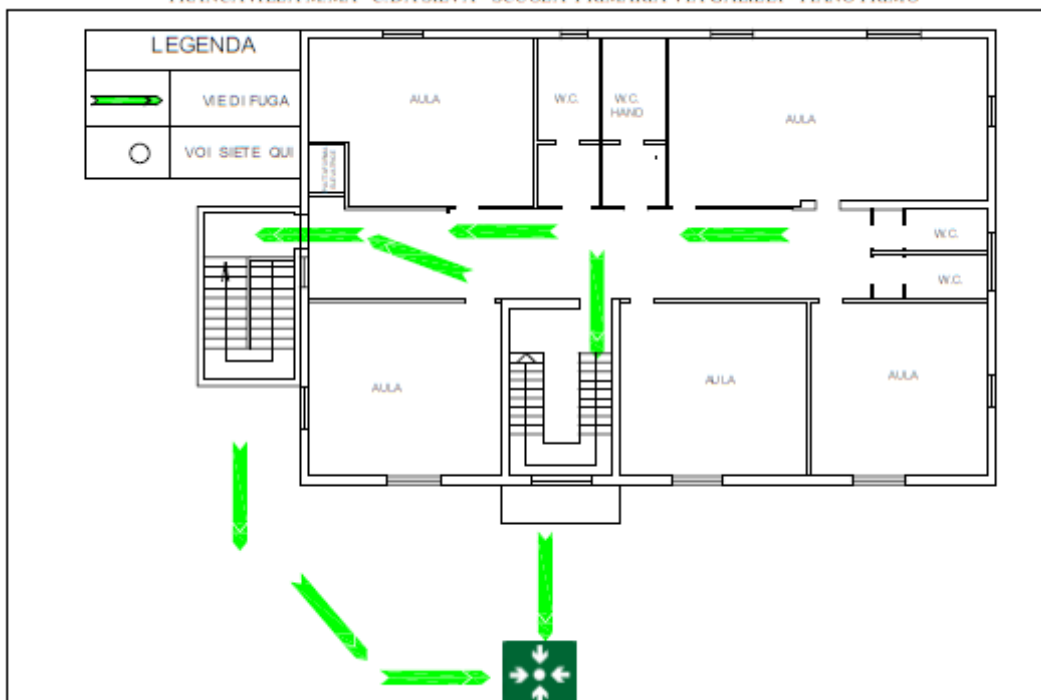 LEGENDA
VIE DI FUGA
VOI SIETE QUI
AULA
W.C.
W.C.
HAND
AULA
W.C.
W.C.
AULA
AULA
AULA